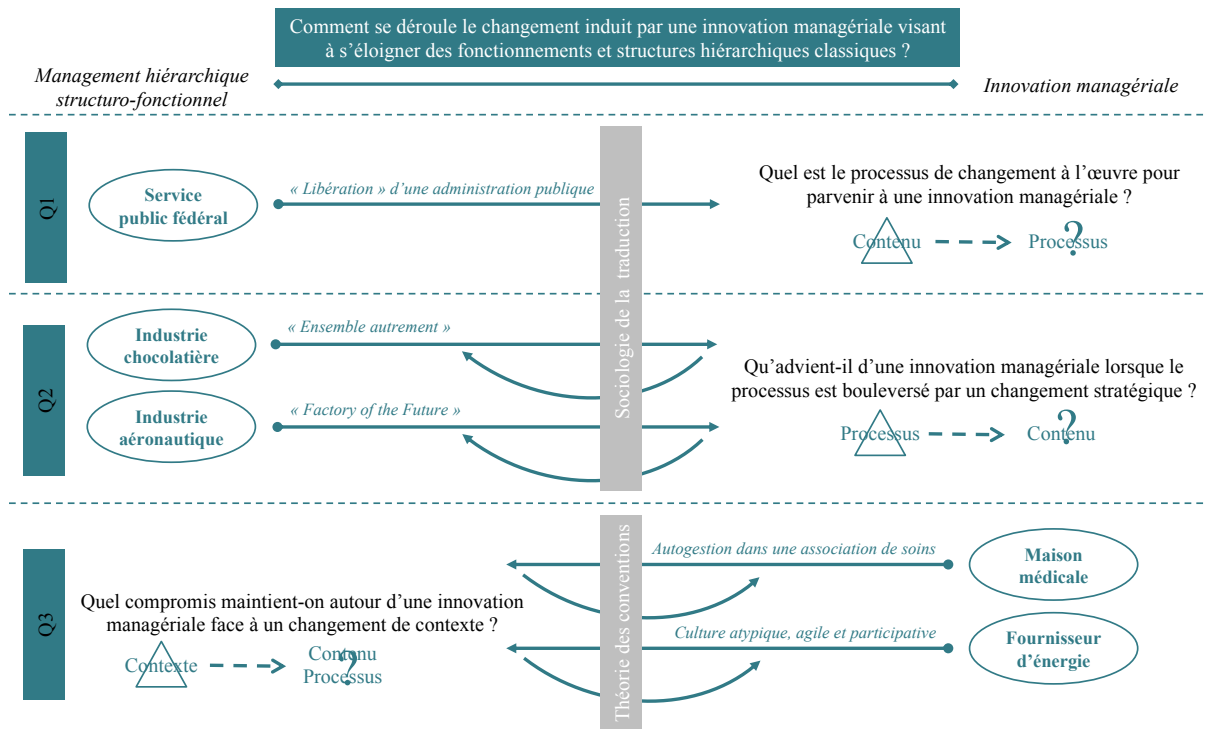 Comment se déroule le changement induit par une innovation managériale visant
à s’éloigner des fonctionnements et structures hiérarchiques classiques ?
Management hiérarchique
structuro-fonctionnel
Innovation managériale
Q1
Service
public fédéral
« Libération » d’une administration publique
Sociologie de la traduction
Quel est le processus de changement à l’œuvre pour
parvenir à une innovation managériale ?
Contenu
Processus
?
Q2
Industrie
chocolatière
« Ensemble autrement »
Industrie
aéronautique
« Factory of the Future »
Qu’advient-il d’une innovation managériale lorsque le
processus est bouleversé par un changement stratégique ?
Processus
Contenu
?
Q3
Quel compromis maintient-on autour d’une innovation
managériale face à un changement de contexte ?
Contexte
Contenu
Processus
?
Théorie des conventions
Autogestion dans une association de soins
Maison
médicale
Culture atypique, agile et participative
Fournisseur
d’énergie